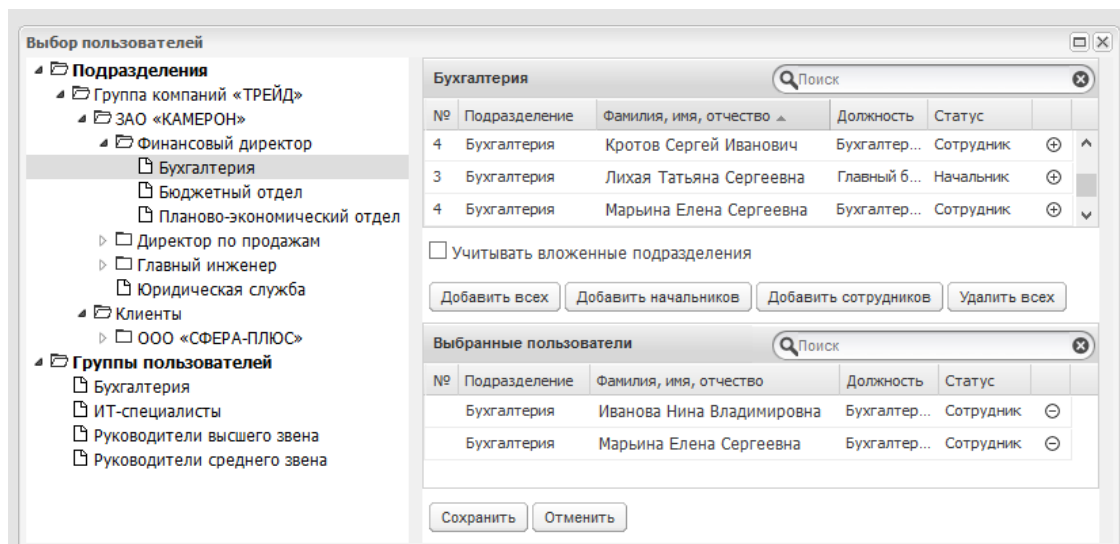 Выбор пользователей
Подразделения
Группа компаний «ТРЕЙД»
ЗАО «КАМЕРОН»
Финансовый директор
Бухгалтерия
Бюджетный отдел
Планово-экономический отдел
Директор по продажам
Главный инженер
Юридическая служба
Клиенты
ООО «СФЕРА-ПЛЮС»
Группы пользователей
Бухгалтерия
ИТ-специалисты
Руководители высшего звена
Руководители среднего звена
Бухгалтерия Поиск
№ Подразделение Фамилия, имя, отчество Должность Статус
4 Бухгалтерия Кротов Сергей Иванович Бухгалтер... Сотрудник
3 Бухгалтерия Лихая Татьяна Сергеевна Главный б... Начальник
4 Бухгалтерия Марьина Елена Сергеевна Бухгалтер... Сотрудник
Учитывать вложенные подразделения
Добавить всех Добавить начальников Добавить сотрудников Удалить всех
Выбранные пользователи Поиск
№ Подразделение Фамилия, имя, отчество Должность Статус
Бухгалтерия Иванова Нина Владимировна Бухгалтер... Сотрудник
Бухгалтерия Марьина Елена Сергеевна Бухгалтер... Сотрудник
Сохранить Отменить